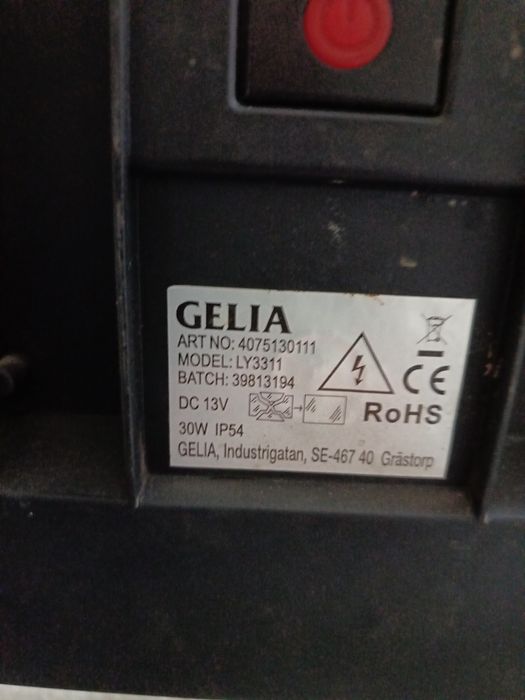 GELIA
ART NO: 4075130111
MODEL: LY3311
BATCH: 39813194
DC 13V
RoHS
30W IP54
GELIA, Industrigatan, SE-467 40 Grästorp
CE